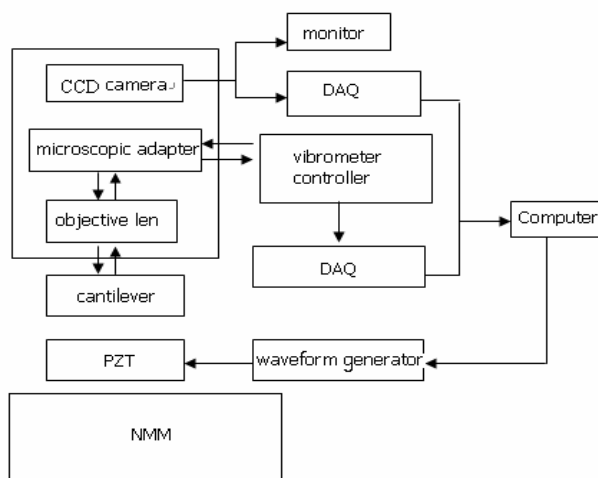 monitor
CCD camera
DAQ
microscopic adapter
vibrometer
controller
objective len
Computer
DAQ
cantilever
PZT
waveform generator
NMM